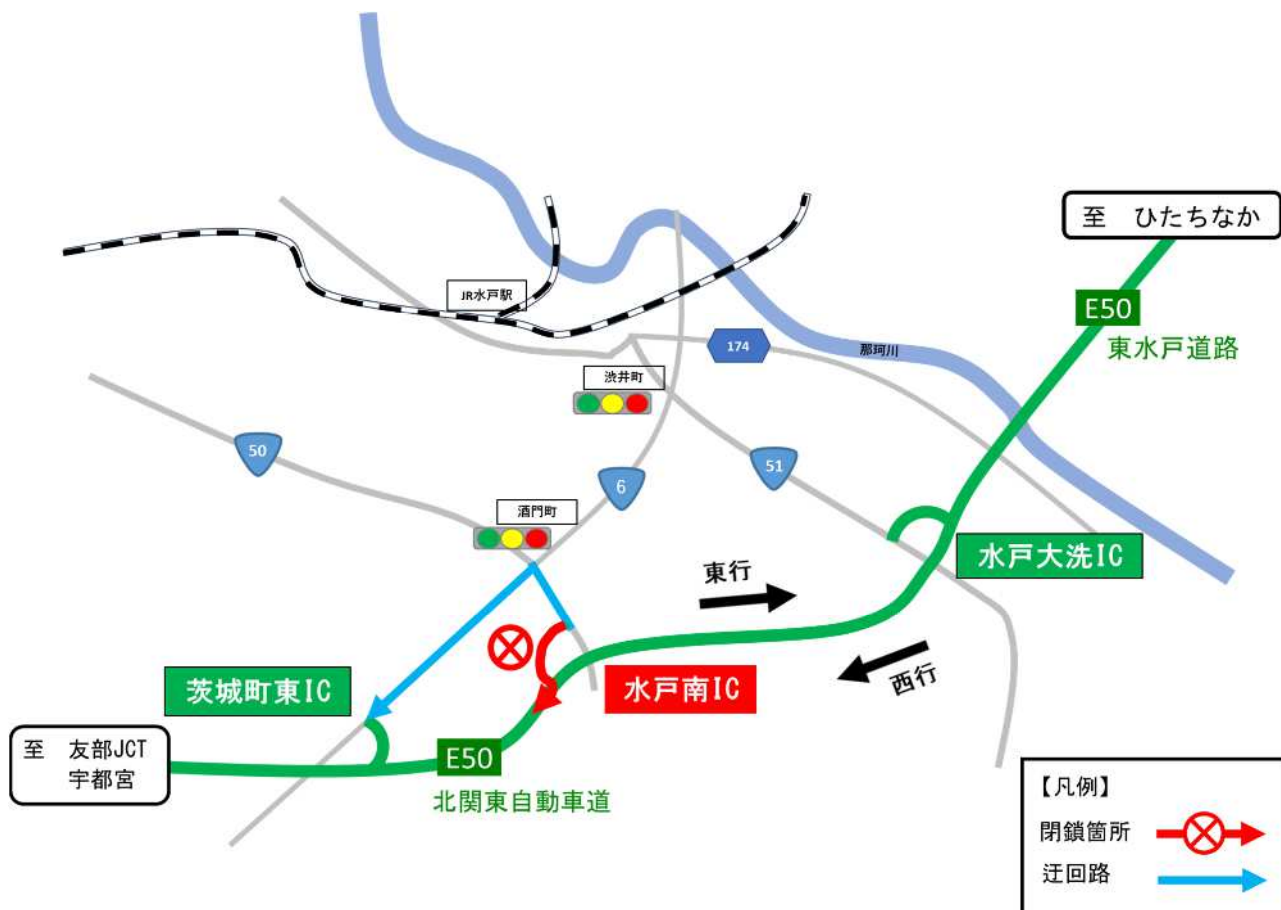 至　ひたちなか
E50
東水戸道路
JR水戸駅
174
那珂川
渋井町
50
51
6
酒門町
水戸大洗IC
東行
西行
茨城町東IC
水戸南IC
至　友部JCT
宇都宮
E50
北関東自動車道
【凡例】
閉鎖箇所
迂回路